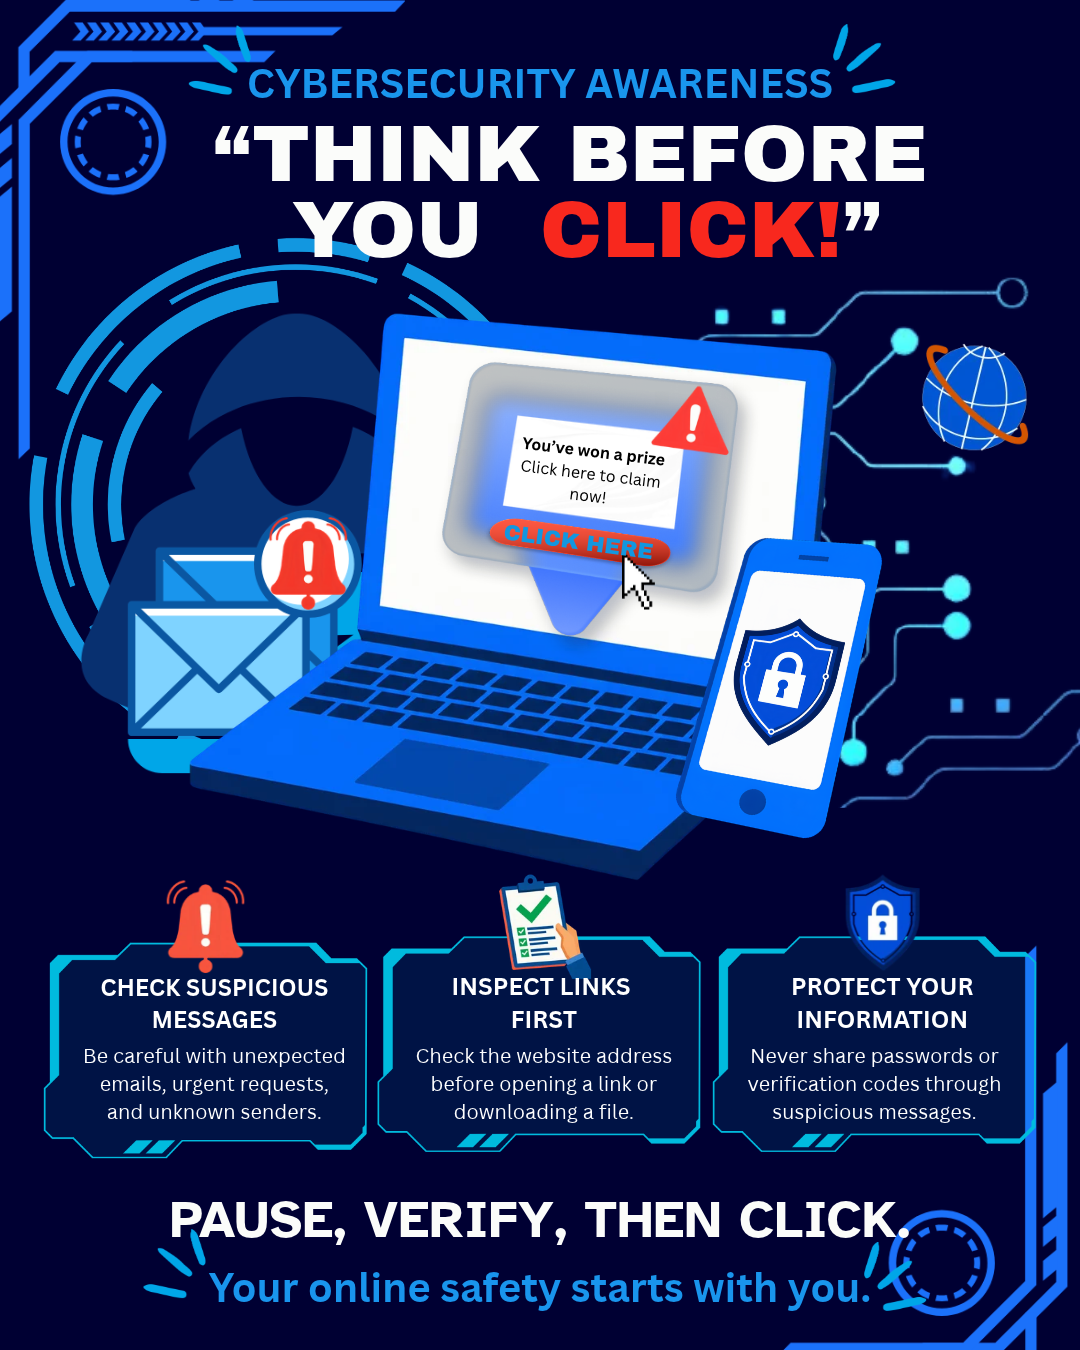 CYBERSECURITY AWARENESS
“THINK BEFORE
YOU CLICK!”
You’ve won a prize
Click here to claim
now!
CLICK HERE
CHECK SUSPICIOUS
MESSAGES
Be careful with unexpected
emails, urgent requests,
and unknown senders.
INSPECT LINKS
FIRST
Check the website address
before opening a link or
downloading a file.
PROTECT YOUR
INFORMATION
Never share passwords or
verification codes through
suspicious messages.
PAUSE, VERIFY, THEN CLICK.
Your online safety starts with you.